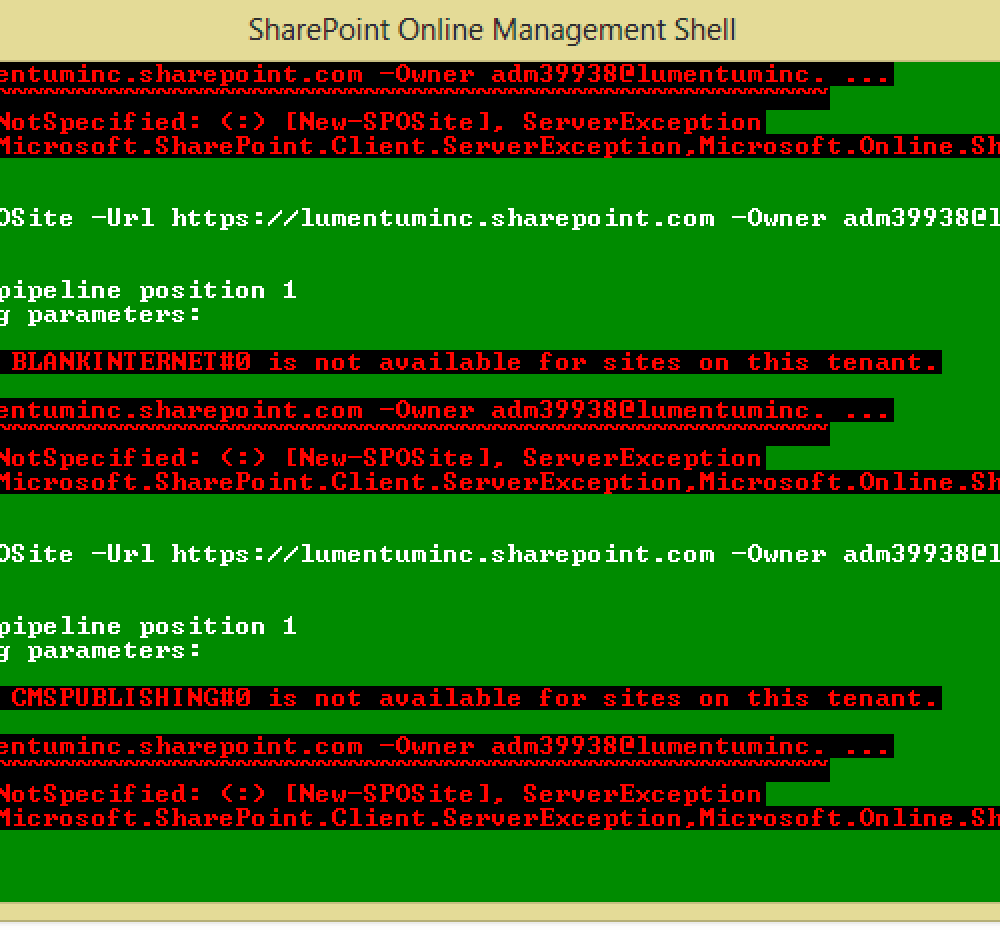 SharePoint Online Management Shell
entuminc.sharepoint.com -Owner adm39938@lumentuminc. ...
~~~~~~~~~~~~~~~~~~~~~~~~~~~~~~~~~~~~~~~~~~~~~~~~~~~~
NotSpecified: (:) [New-SPOSite], ServerException
Microsoft.SharePoint.Client.ServerException,Microsoft.Online.Sh
OSite -Url https://lumentuminc.sharepoint.com -Owner adm39938@l
pipeline position 1
g parameters:
BLANKINTERNET#0 is not available for sites on this tenant.
entuminc.sharepoint.com -Owner adm39938@lumentuminc. ...
~~~~~~~~~~~~~~~~~~~~~~~~~~~~~~~~~~~~~~~~~~~~~~~~~~~~
NotSpecified: (:) [New-SPOSite], ServerException
Microsoft.SharePoint.Client.ServerException,Microsoft.Online.Sh
OSite -Url https://lumentuminc.sharepoint.com -Owner adm39938@l
pipeline position 1
g parameters:
CMSPUBLISHING#0 is not available for sites on this tenant.
entuminc.sharepoint.com -Owner adm39938@lumentuminc. ...
~~~~~~~~~~~~~~~~~~~~~~~~~~~~~~~~~~~~~~~~~~~~~~~~~~~~
NotSpecified: (:) [New-SPOSite], ServerException
Microsoft.SharePoint.Client.ServerException,Microsoft.Online.Sh